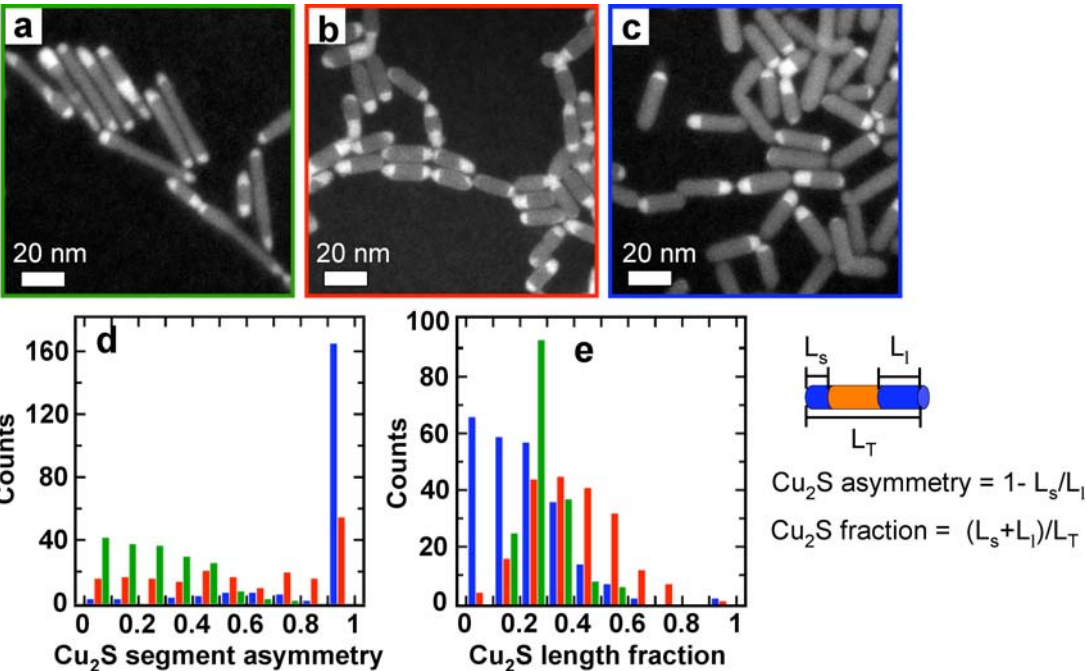 a
b
c
20 nm
20 nm
20 nm
d
e
160
120
80
40
0
Counts
0 0.2 0.4 0.6 0.8 1
Cu₂S segment asymmetry
100
80
60
40
20
0
Counts
0 0.2 0.4 0.6 0.8 1
Cu₂S length fraction
Lₛ
Lₗ
L_T
Cu₂S asymmetry = 1- Lₛ/Lₗ
Cu₂S fraction = (Lₛ+Lₗ)/L_T